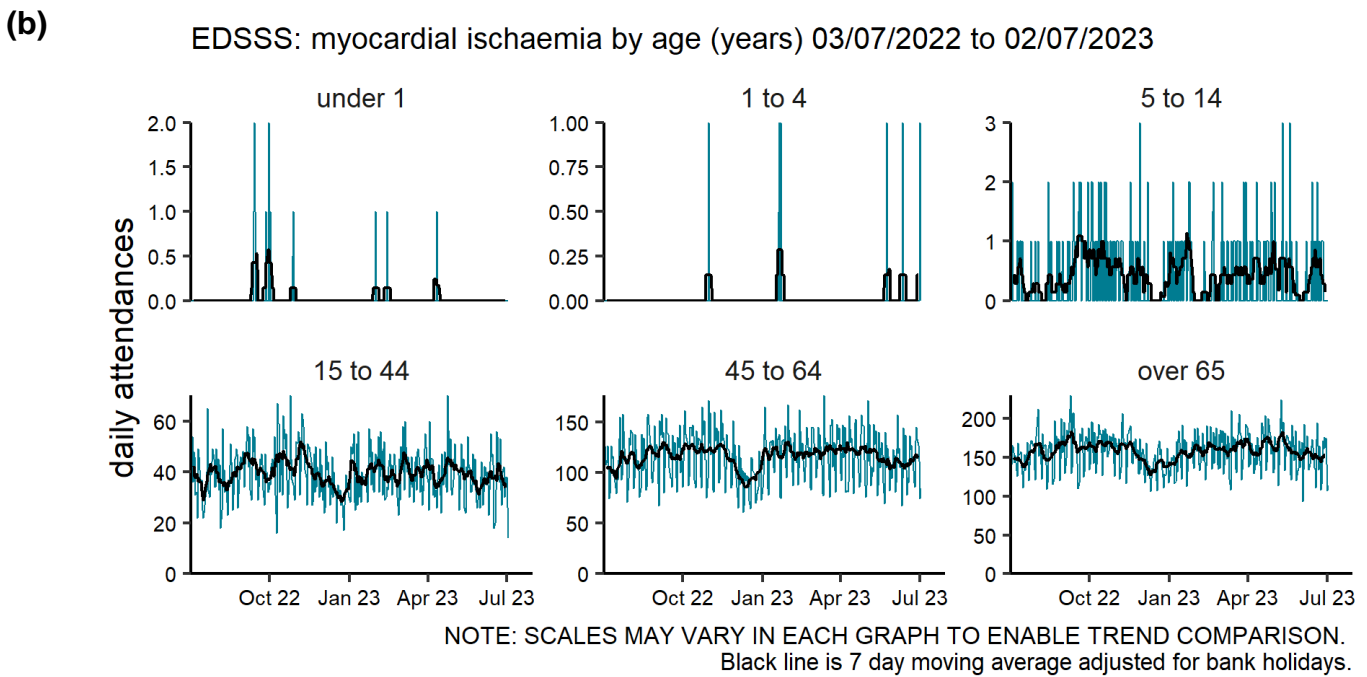 (b)
EDSSS: myocardial ischaemia by age (years) 03/07/2022 to 02/07/2023
daily attendances
under 1
2.0
1.5
1.0
0.5
0.0
1 to 4
1.00
0.75
0.50
0.25
0.00
5 to 14
3
2
1
0
15 to 44
60
40
20
0
Oct 22 Jan 23 Apr 23 Jul 23
45 to 64
150
100
50
0
Oct 22 Jan 23 Apr 23 Jul 23
over 65
200
150
100
50
0
Oct 22 Jan 23 Apr 23 Jul 23
NOTE: SCALES MAY VARY IN EACH GRAPH TO ENABLE TREND COMPARISON.
Black line is 7 day moving average adjusted for bank holidays.